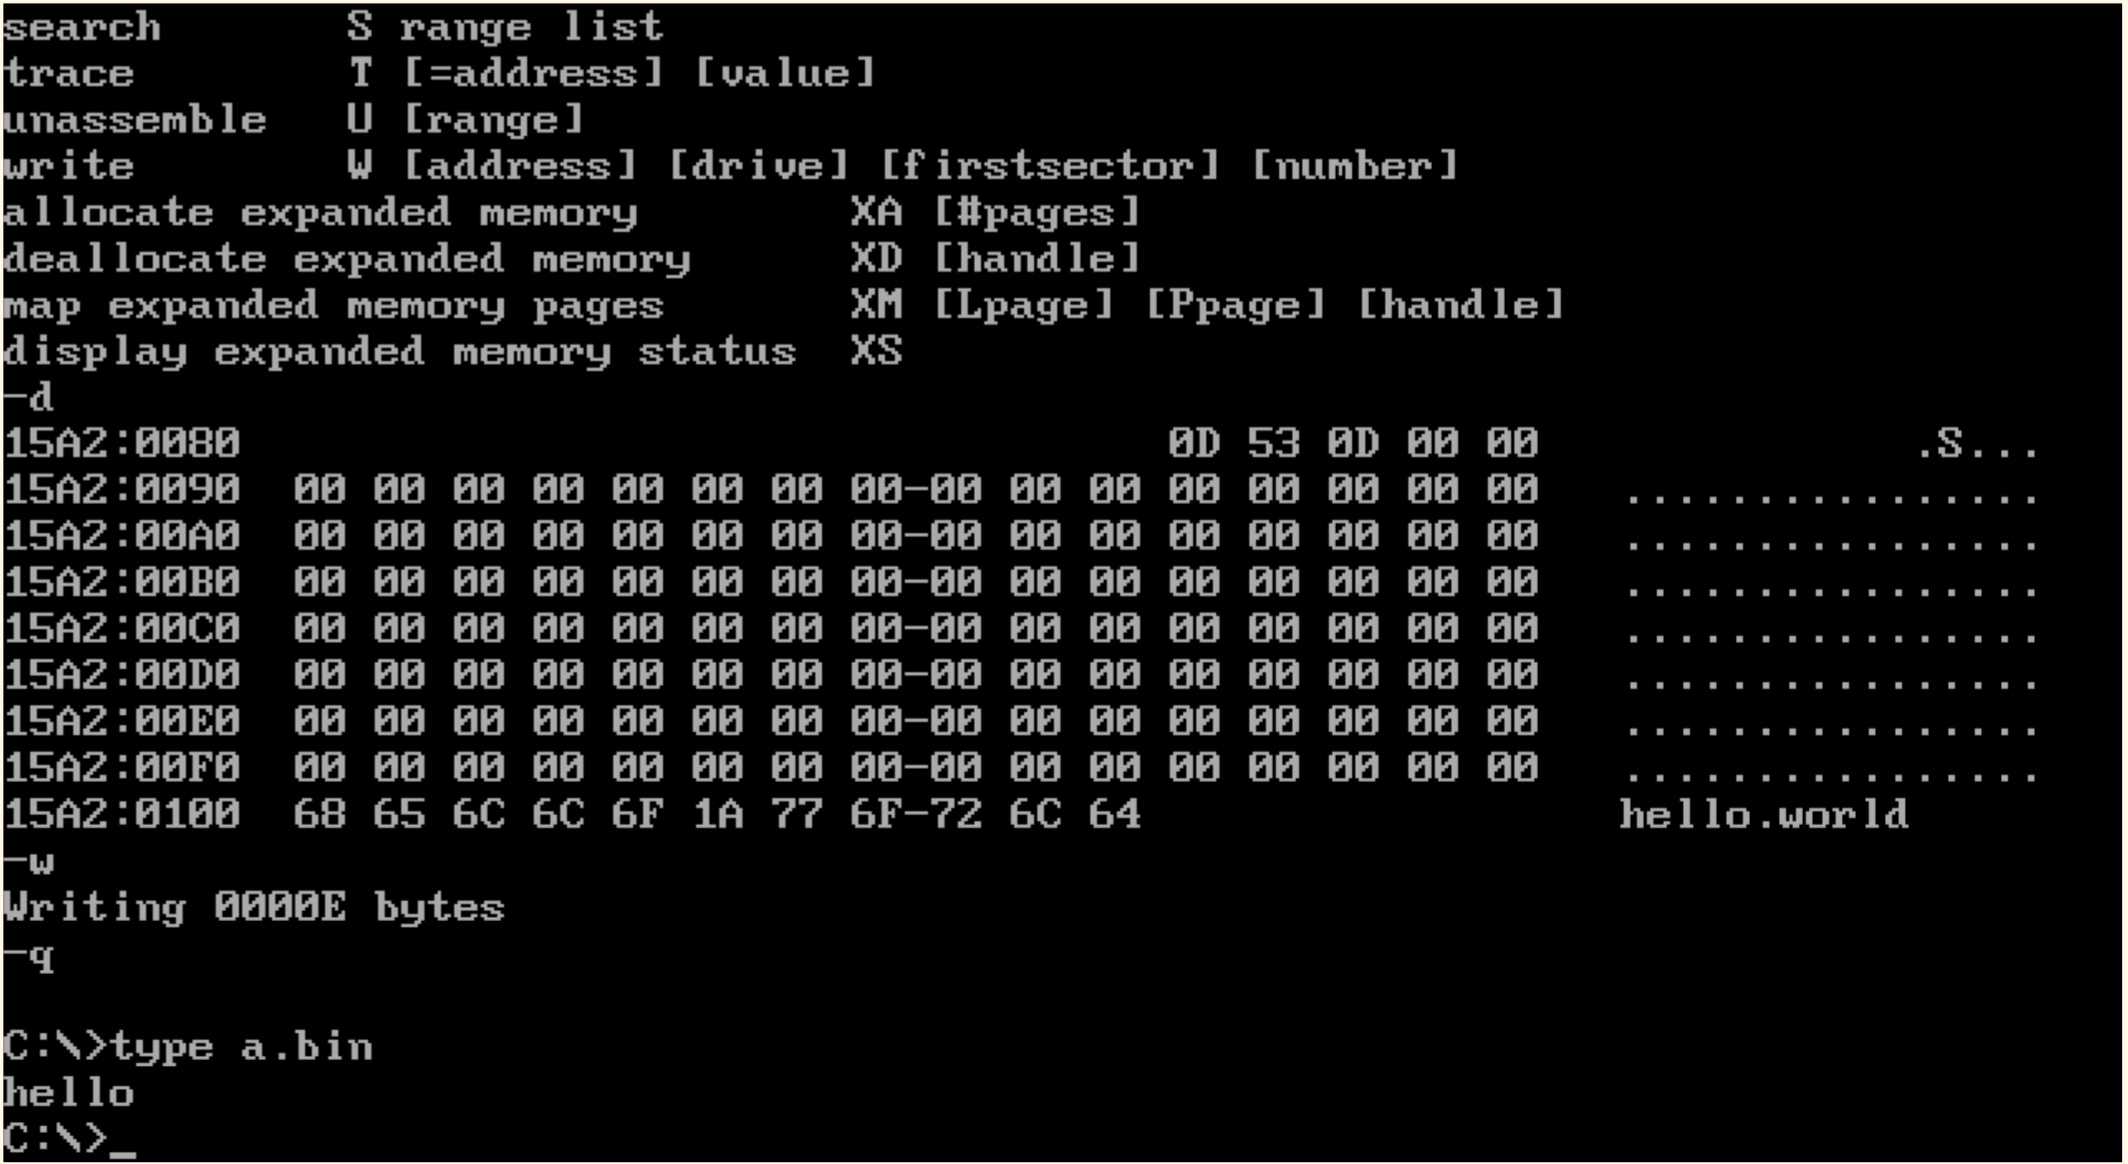 search       S range list
trace        T [=address] [value]
unassemble   U [range]
write        W [address] [drive] [firstsector] [number]
allocate expanded memory        XA [#pages]
deallocate expanded memory      XD [handle]
map expanded memory pages       XM [Lpage] [Ppage] [handle]
display expanded memory status  XS
-d
15A2:0080                                   0D 53 0D 00 00              .S...
15A2:0090  00 00 00 00 00 00 00 00-00 00 00 00 00 00 00 00   ................
15A2:00A0  00 00 00 00 00 00 00 00-00 00 00 00 00 00 00 00   ................
15A2:00B0  00 00 00 00 00 00 00 00-00 00 00 00 00 00 00 00   ................
15A2:00C0  00 00 00 00 00 00 00 00-00 00 00 00 00 00 00 00   ................
15A2:00D0  00 00 00 00 00 00 00 00-00 00 00 00 00 00 00 00   ................
15A2:00E0  00 00 00 00 00 00 00 00-00 00 00 00 00 00 00 00   ................
15A2:00F0  00 00 00 00 00 00 00 00-00 00 00 00 00 00 00 00   ................
15A2:0100  68 65 6C 6C 6F 1A 77 6F-72 6C 64                  hello.world
-w
Writing 0000E bytes
-q

C:\>type a.bin
hello
C:\>_